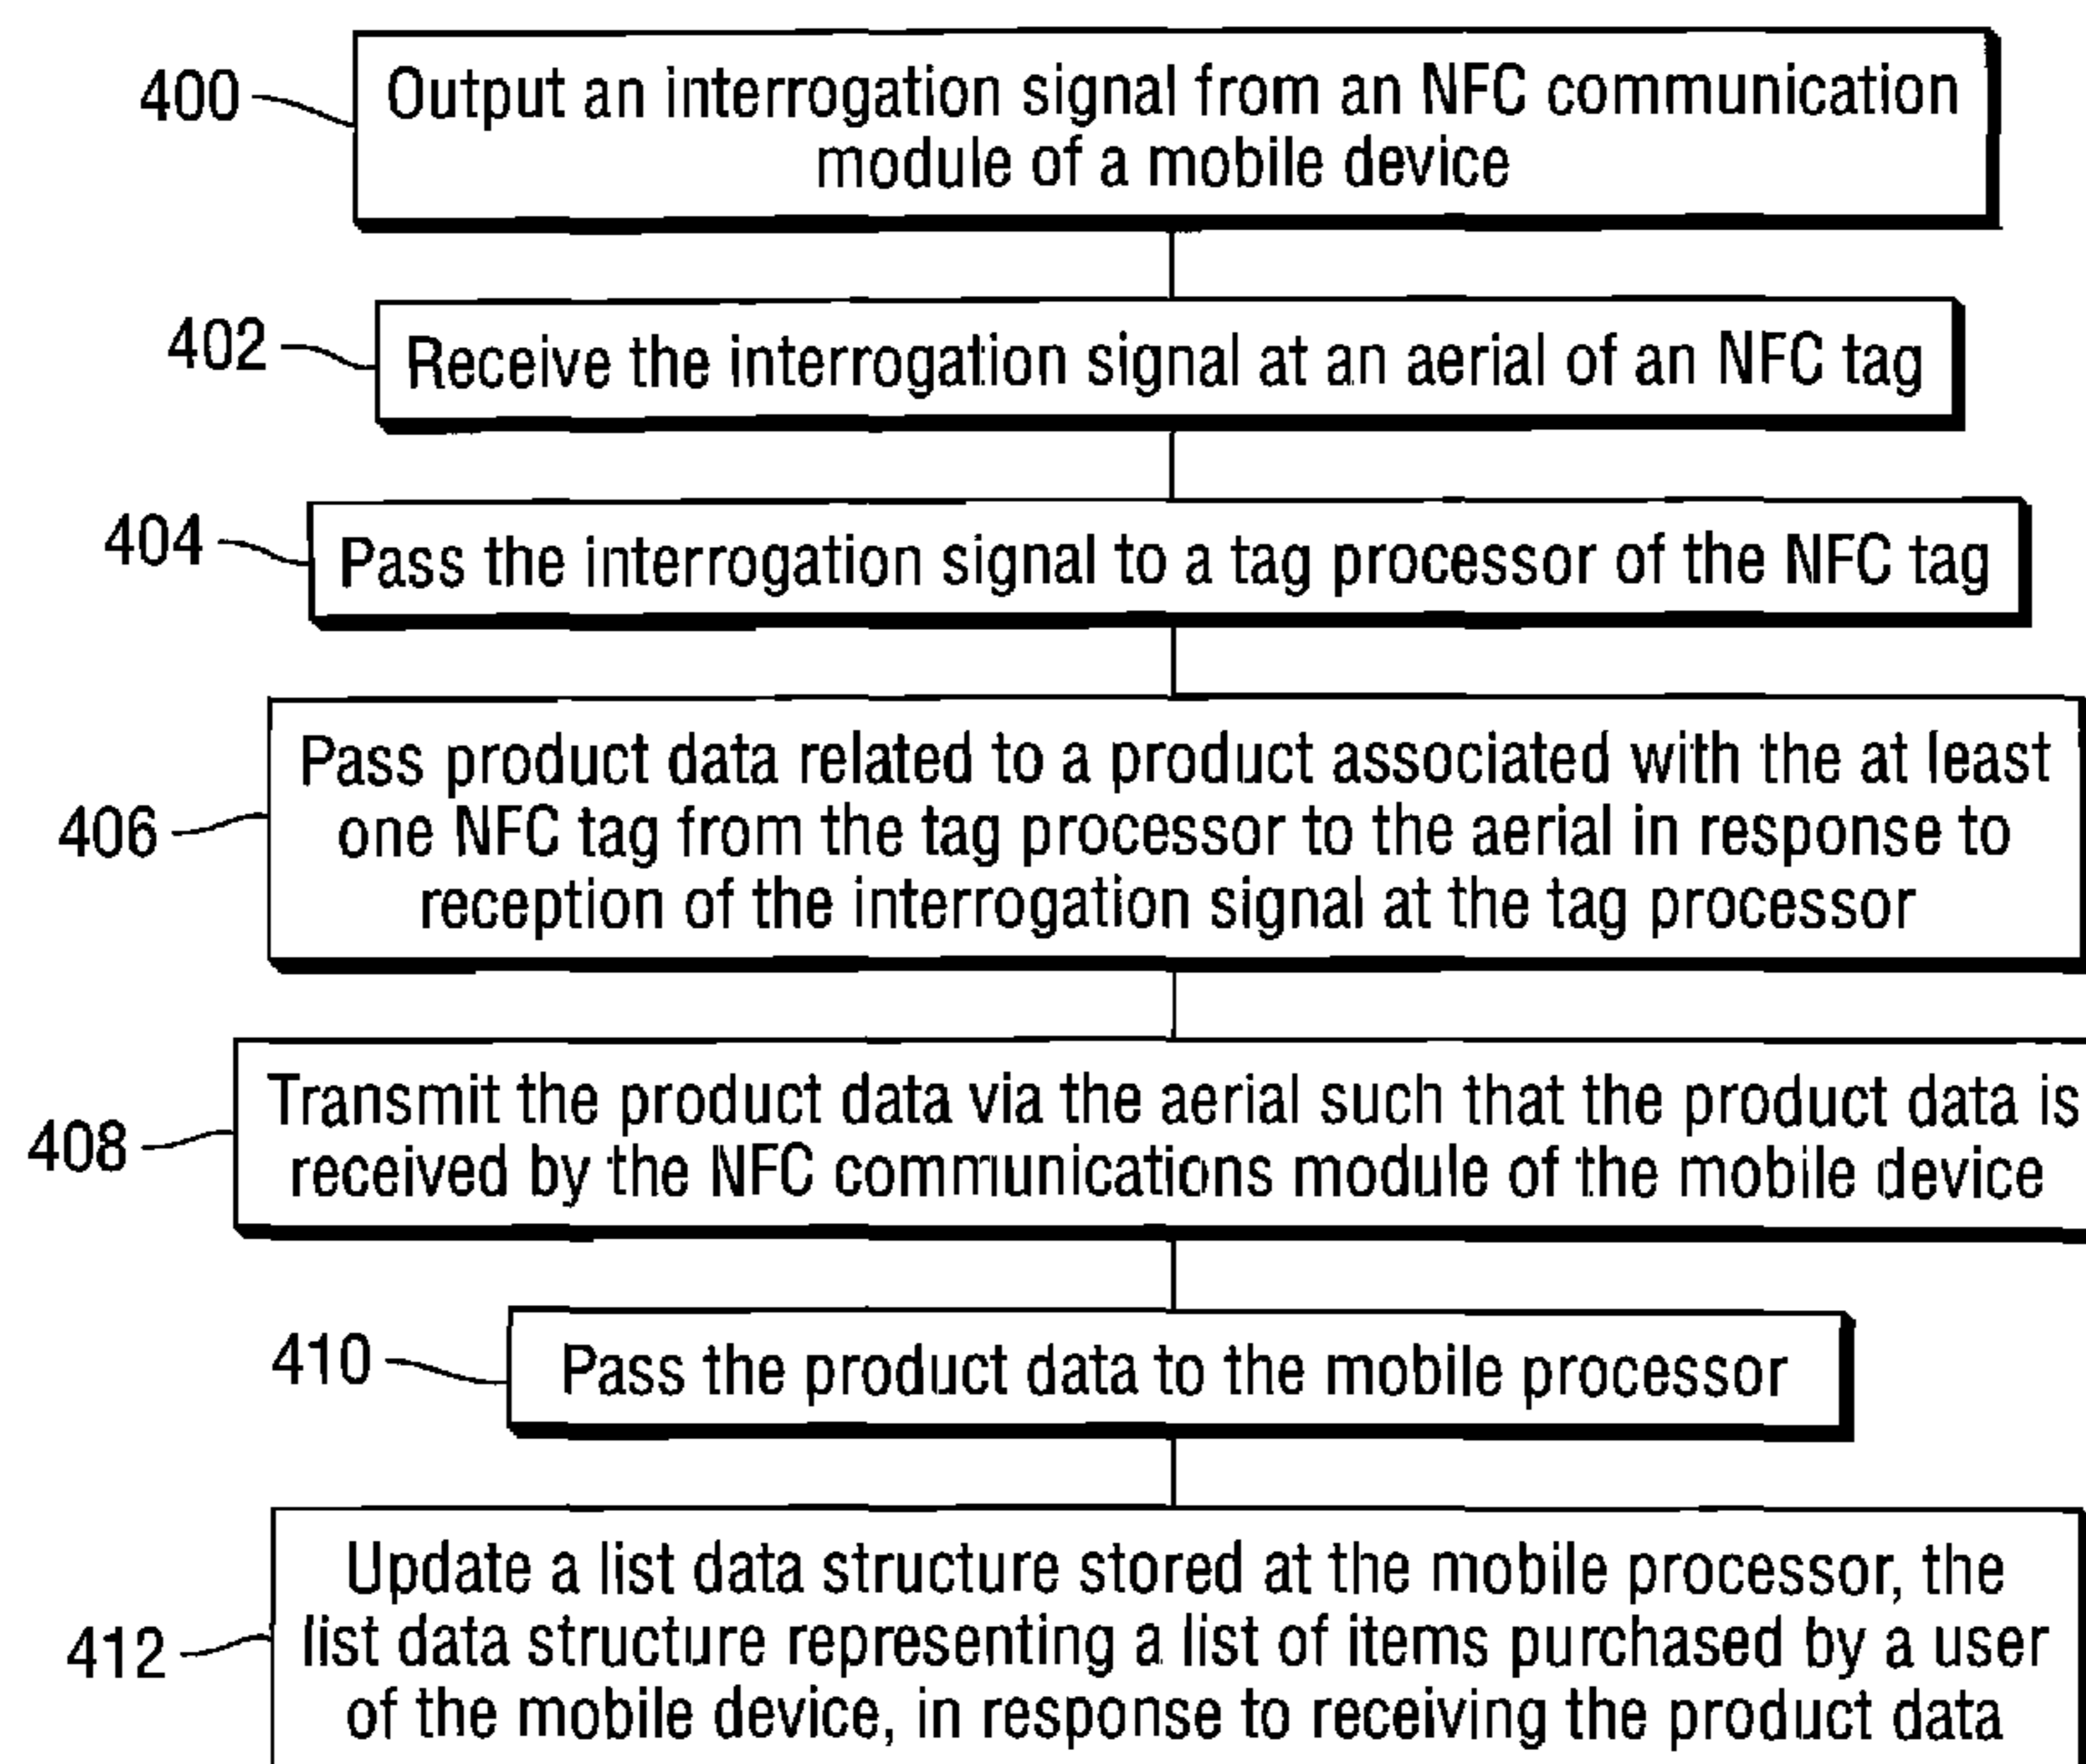 400
Output an interrogation signal from an NFC communication
module of a mobile device
402
Receive the interrogation signal at an aerial of an NFC tag
404
Pass the interrogation signal to a tag processor of the NFC tag
406
Pass product data related to a product associated with the at least
one NFC tag from the tag processor to the aerial in response to
reception of the interrogation signal at the tag processor
408
Transmit the product data via the aerial such that the product data is
received by the NFC communications module of the mobile device
410
Pass the product data to the mobile processor
412
Update a list data structure stored at the mobile processor, the
list data structure representing a list of items purchased by a user
of the mobile device, in response to receiving the product data